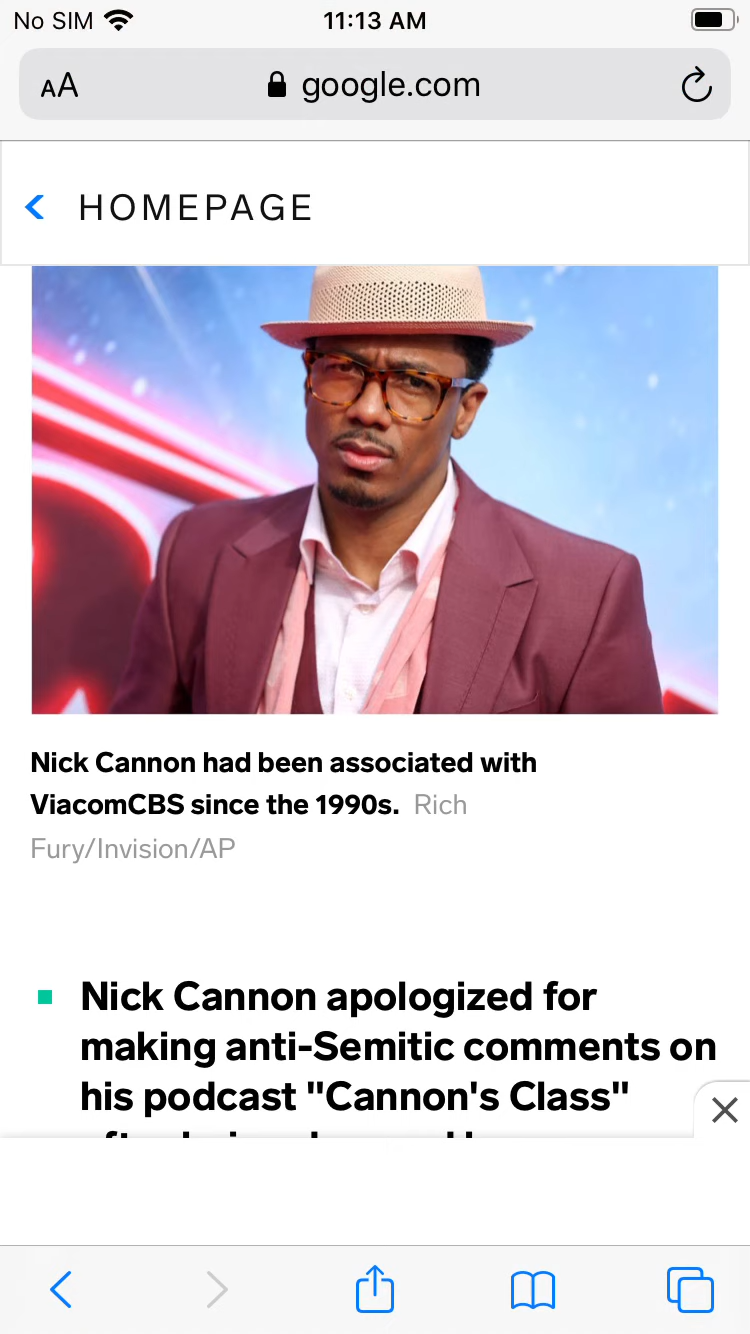 No SIM 11:13 AM
AA google.com
HOMEPAGE
Nick Cannon had been associated with
ViacomCBS since the 1990s. Rich
Fury/Invision/AP
Nick Cannon apologized for
making anti-Semitic comments on
his podcast "Cannon's Class"